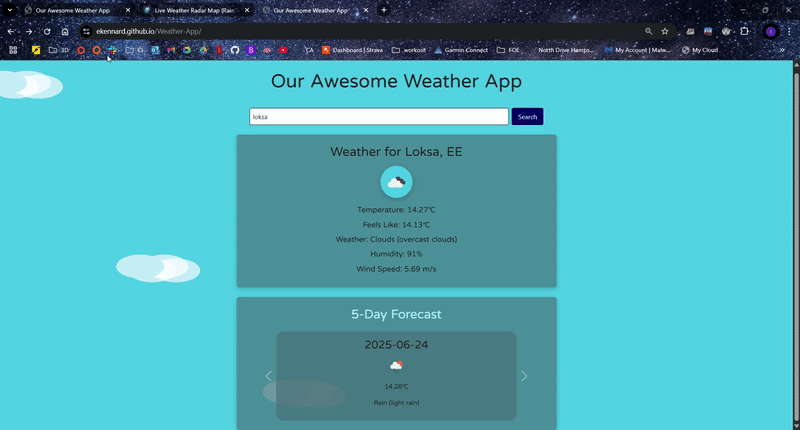 Our Awesome Weather App
Live Weather Radar Map (Rain
Our Awesome Weather App
ekennard.github.io/Weather-App/
3D
Ci
Dashboard | Strava
workout
Garmin Connect
FOE
North Drive Hamps...
My Account | Malw...
My Cloud
Our Awesome Weather App
loksa
Search
Weather for Loksa, EE
Temperature: 14.27°C
Feels Like: 14.13°C
Weather: Clouds (overcast clouds)
Humidity: 91%
Wind Speed: 5.69 m/s
5-Day Forecast
2025-06-24
14.28°C
Rain (light rain)